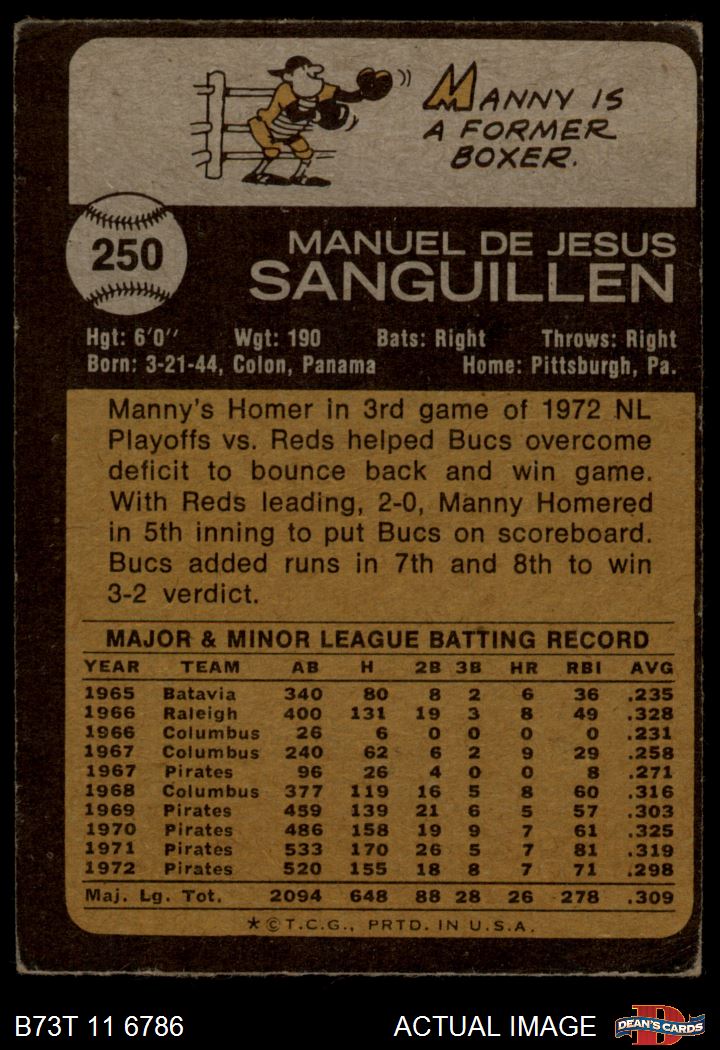 MANNY IS
A FORMER
BOXER.
250
MANUEL DE JESUS
SANGUILLEN
Hgt: 6'0'' Wgt: 190 Bats: Right Throws: Right
Born: 3-21-44, Colon, Panama Home: Pittsburgh, Pa.
Manny's Homer in 3rd game of 1972 NL
Playoffs vs. Reds helped Bucs overcome
deficit to bounce back and win game.
With Reds leading, 2-0, Manny Homered
in 5th inning to put Bucs on scoreboard.
Bucs added runs in 7th and 8th to win
3-2 verdict.
MAJOR & MINOR LEAGUE BATTING RECORD
YEAR TEAM AB H 2B 3B HR RBI AVG
1965 Batavia 340 80 8 2 6 36 .235
1966 Raleigh 400 131 19 3 8 49 .328
1966 Columbus 26 6 0 0 0 0 .231
1967 Columbus 240 62 6 2 9 29 .258
1967 Pirates 96 26 4 0 0 8 .271
1968 Columbus 377 119 16 5 8 60 .316
1969 Pirates 459 139 21 6 5 57 .303
1970 Pirates 486 158 19 9 7 61 .325
1971 Pirates 533 170 26 5 7 81 .319
1972 Pirates 520 155 18 8 7 71 .298
Maj. Lg. Tot. 2094 648 88 28 26 278 .309
*©T.C.G., PRTD. IN U.S.A.
B73T 11 6786 ACTUAL IMAGE DEAN'S CARDS